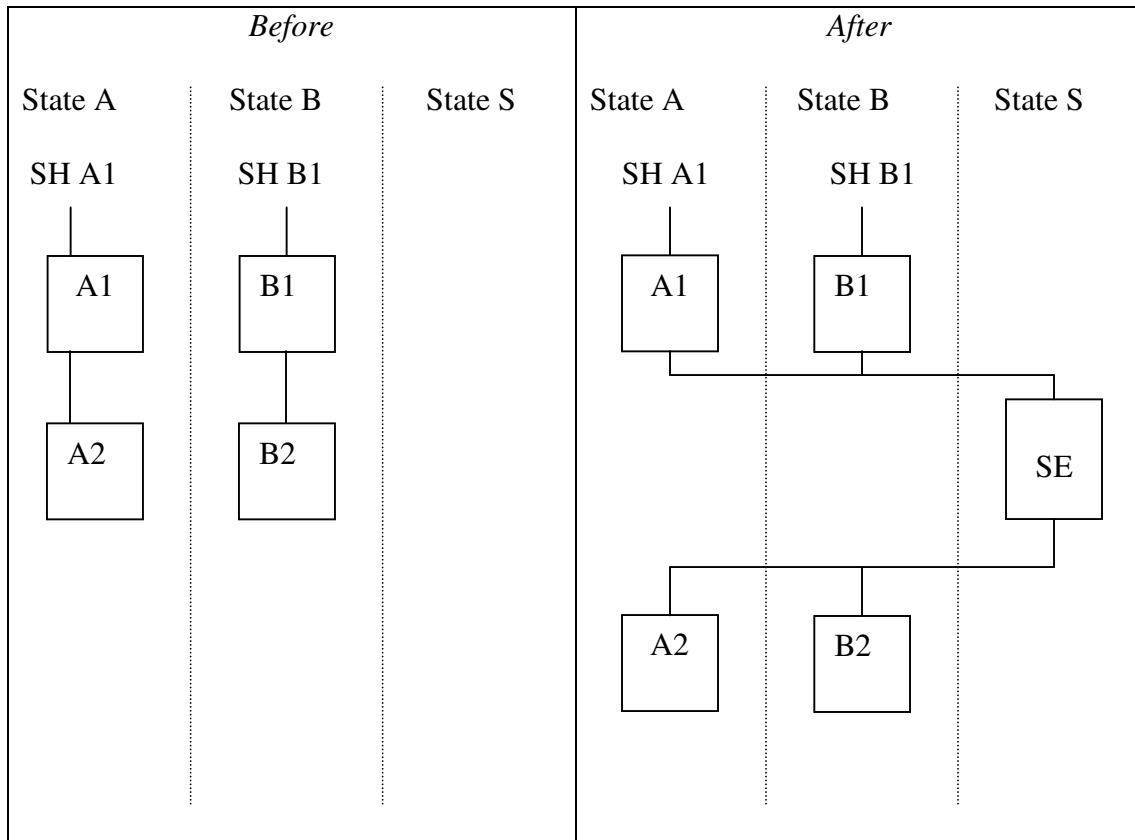 Before
State A
State B
State S
SH A1
SH B1
A1
B1
A2
B2
After
State A
State B
State S
SH A1
SH B1
A1
B1
SE
A2
B2